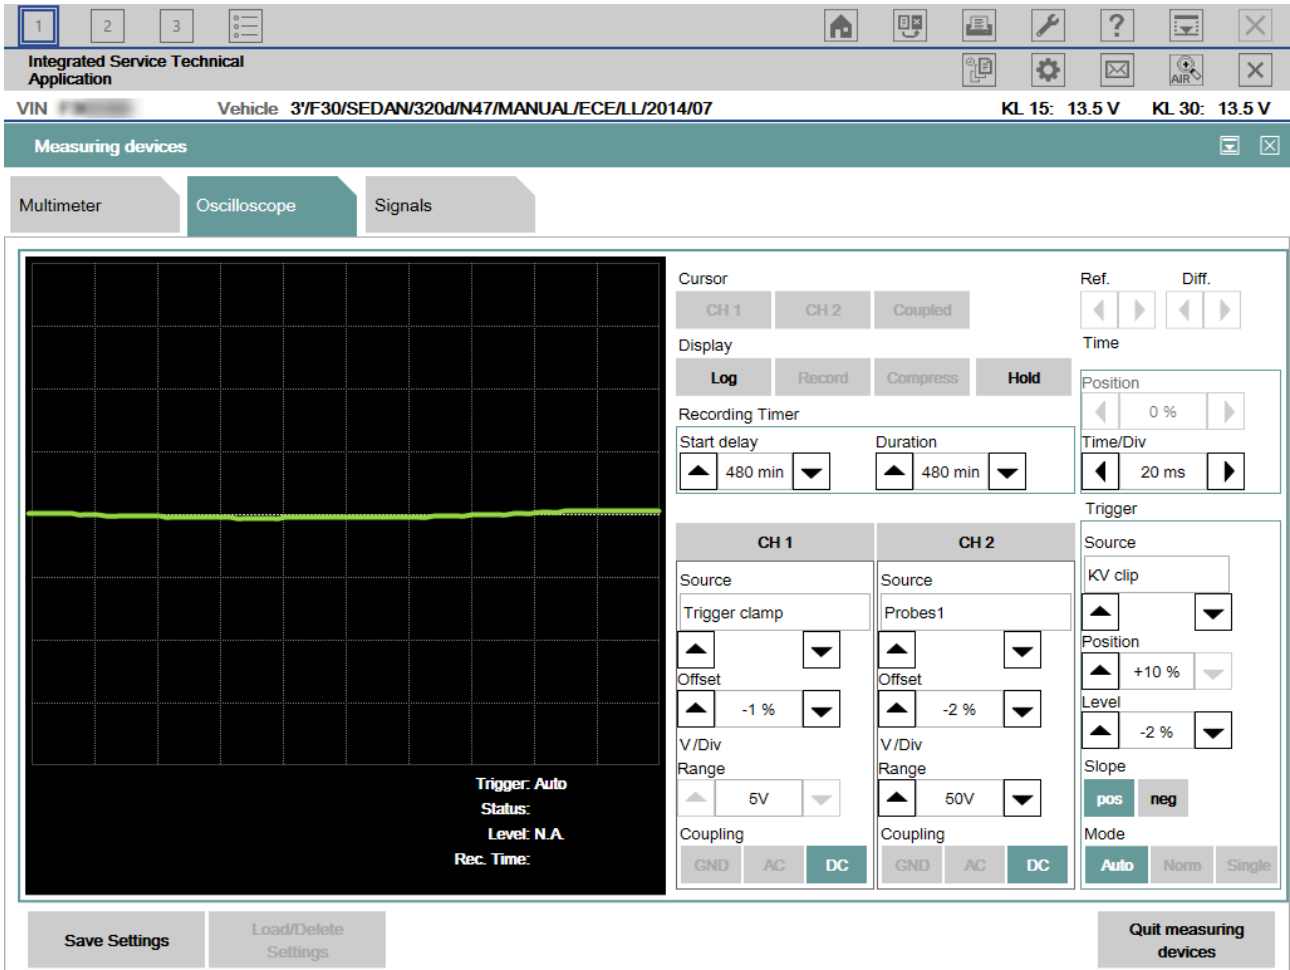 1 2 3
?
Integrated Service Technical
Application
AIR
VIN
Vehicle 3'/F30/SEDAN/320d/N47/MANUAL/ECE/LL/2014/07
KL 15: 13.5 V KL 30: 13.5 V
Measuring devices
Multimeter Oscilloscope Signals
Cursor
CH 1 CH 2 Coupled
Ref. Diff.
Display
Time
Log Record Compress Hold
Position
0 %
Recording Timer
Start delay Duration
Time/Div
480 min 480 min
20 ms
Trigger
CH 1 CH 2
Source
KV clip
Source Source
Trigger clamp Probes1
Position
+10 %
Offset Offset
-1 % -2 %
Level
-2 %
V /Div V /Div
Range Range
5V 50V
Slope
pos neg
Coupling Coupling
GND AC DC GND AC DC
Mode
Auto Norm Single
Trigger: Auto
Status:
Level: N.A.
Rec. Time:
Save Settings
Load/Delete
Settings
Quit measuring
devices